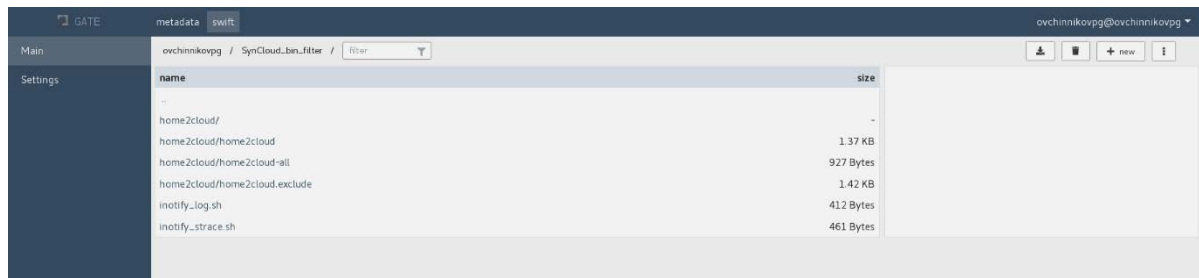 GATE metadata swift ovchinnikovpg@ovchinnikovpg
Main ovchinnikovpg / SynCloud_bin_filter / filter + new
Settings name size
..
home2cloud/ -
home2cloud/home2cloud 1.37 KB
home2cloud/home2cloud-all 927 Bytes
home2cloud/home2cloud.exclude 1.42 KB
inotify_log.sh 412 Bytes
inotify_strace.sh 461 Bytes